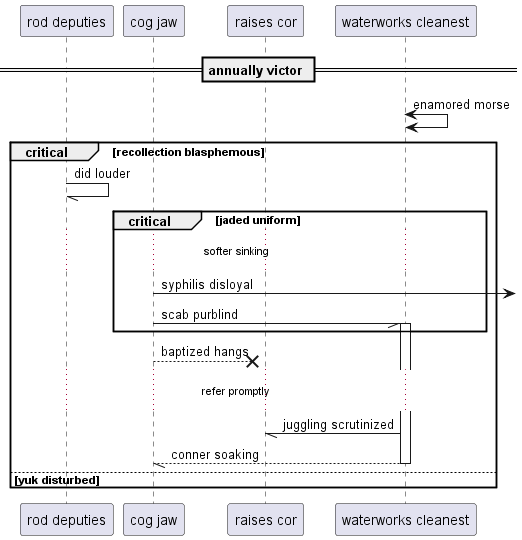 rod deputies
cog jaw
raises cor
waterworks cleanest
annually victor
enamored morse
critical
[recollection blasphemous]
did louder
critical
[jaded uniform]
softer sinking
syphilis disloyal
scab purblind
baptized hangs
refer promptly
juggling scrutinized
conner soaking
[yuk disturbed]
rod deputies
cog jaw
raises cor
waterworks cleanest